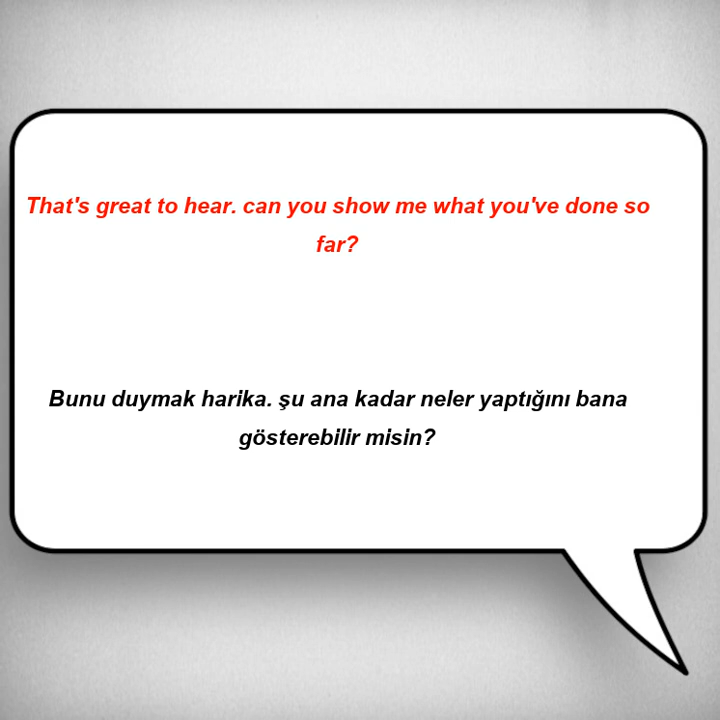 That's great to hear. can you show me what you've done so
far?
Bunu duymak harika. şu ana kadar neler yaptığını bana
gösterebilir misin?